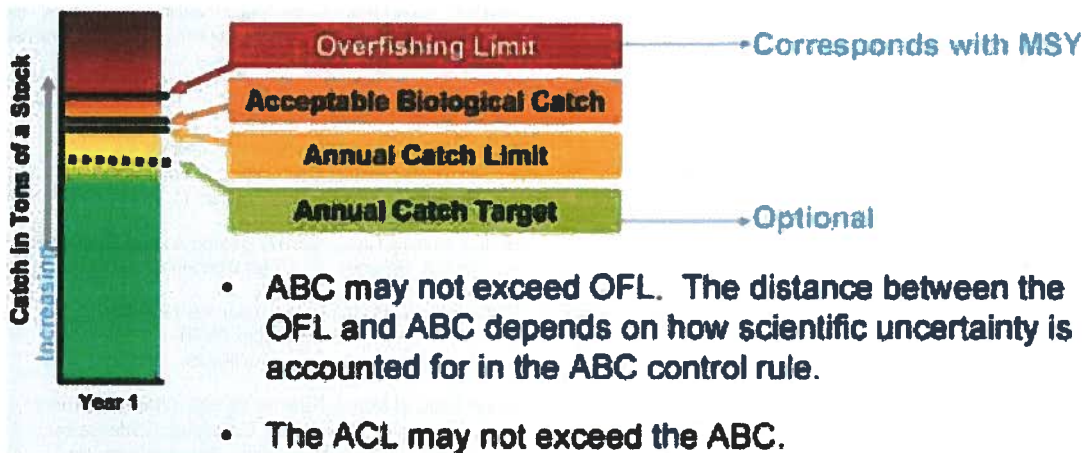 Catch in Tons of a Stock
Increasing
Year 1
Overfishing Limit
Corresponds with MSY
Acceptable Biological Catch
Annual Catch Limit
Annual Catch Target
Optional
• ABC may not exceed OFL. The distance between the
OFL and ABC depends on how scientific uncertainty is
accounted for in the ABC control rule.
• The ACL may not exceed the ABC.